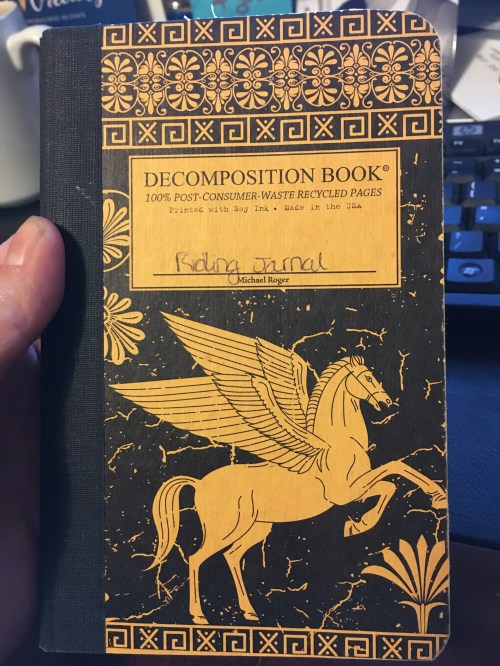 DECOMPOSITION BOOK®
100% POST-CONSUMER-WASTE RECYCLED PAGES
Printed with Soy Ink • Made in the USA
Riding Journal
Michael Roger